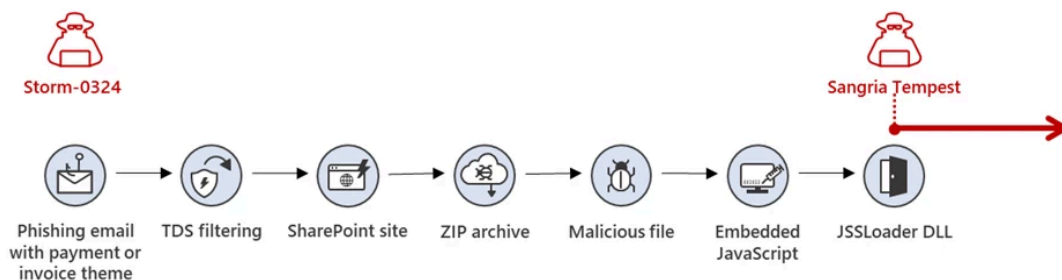 Storm-0324
Sangria Tempest
Phishing email
with payment or
invoice theme
TDS filtering
SharePoint site
ZIP archive
Malicious file
Embedded
JavaScript
JSSLoader DLL